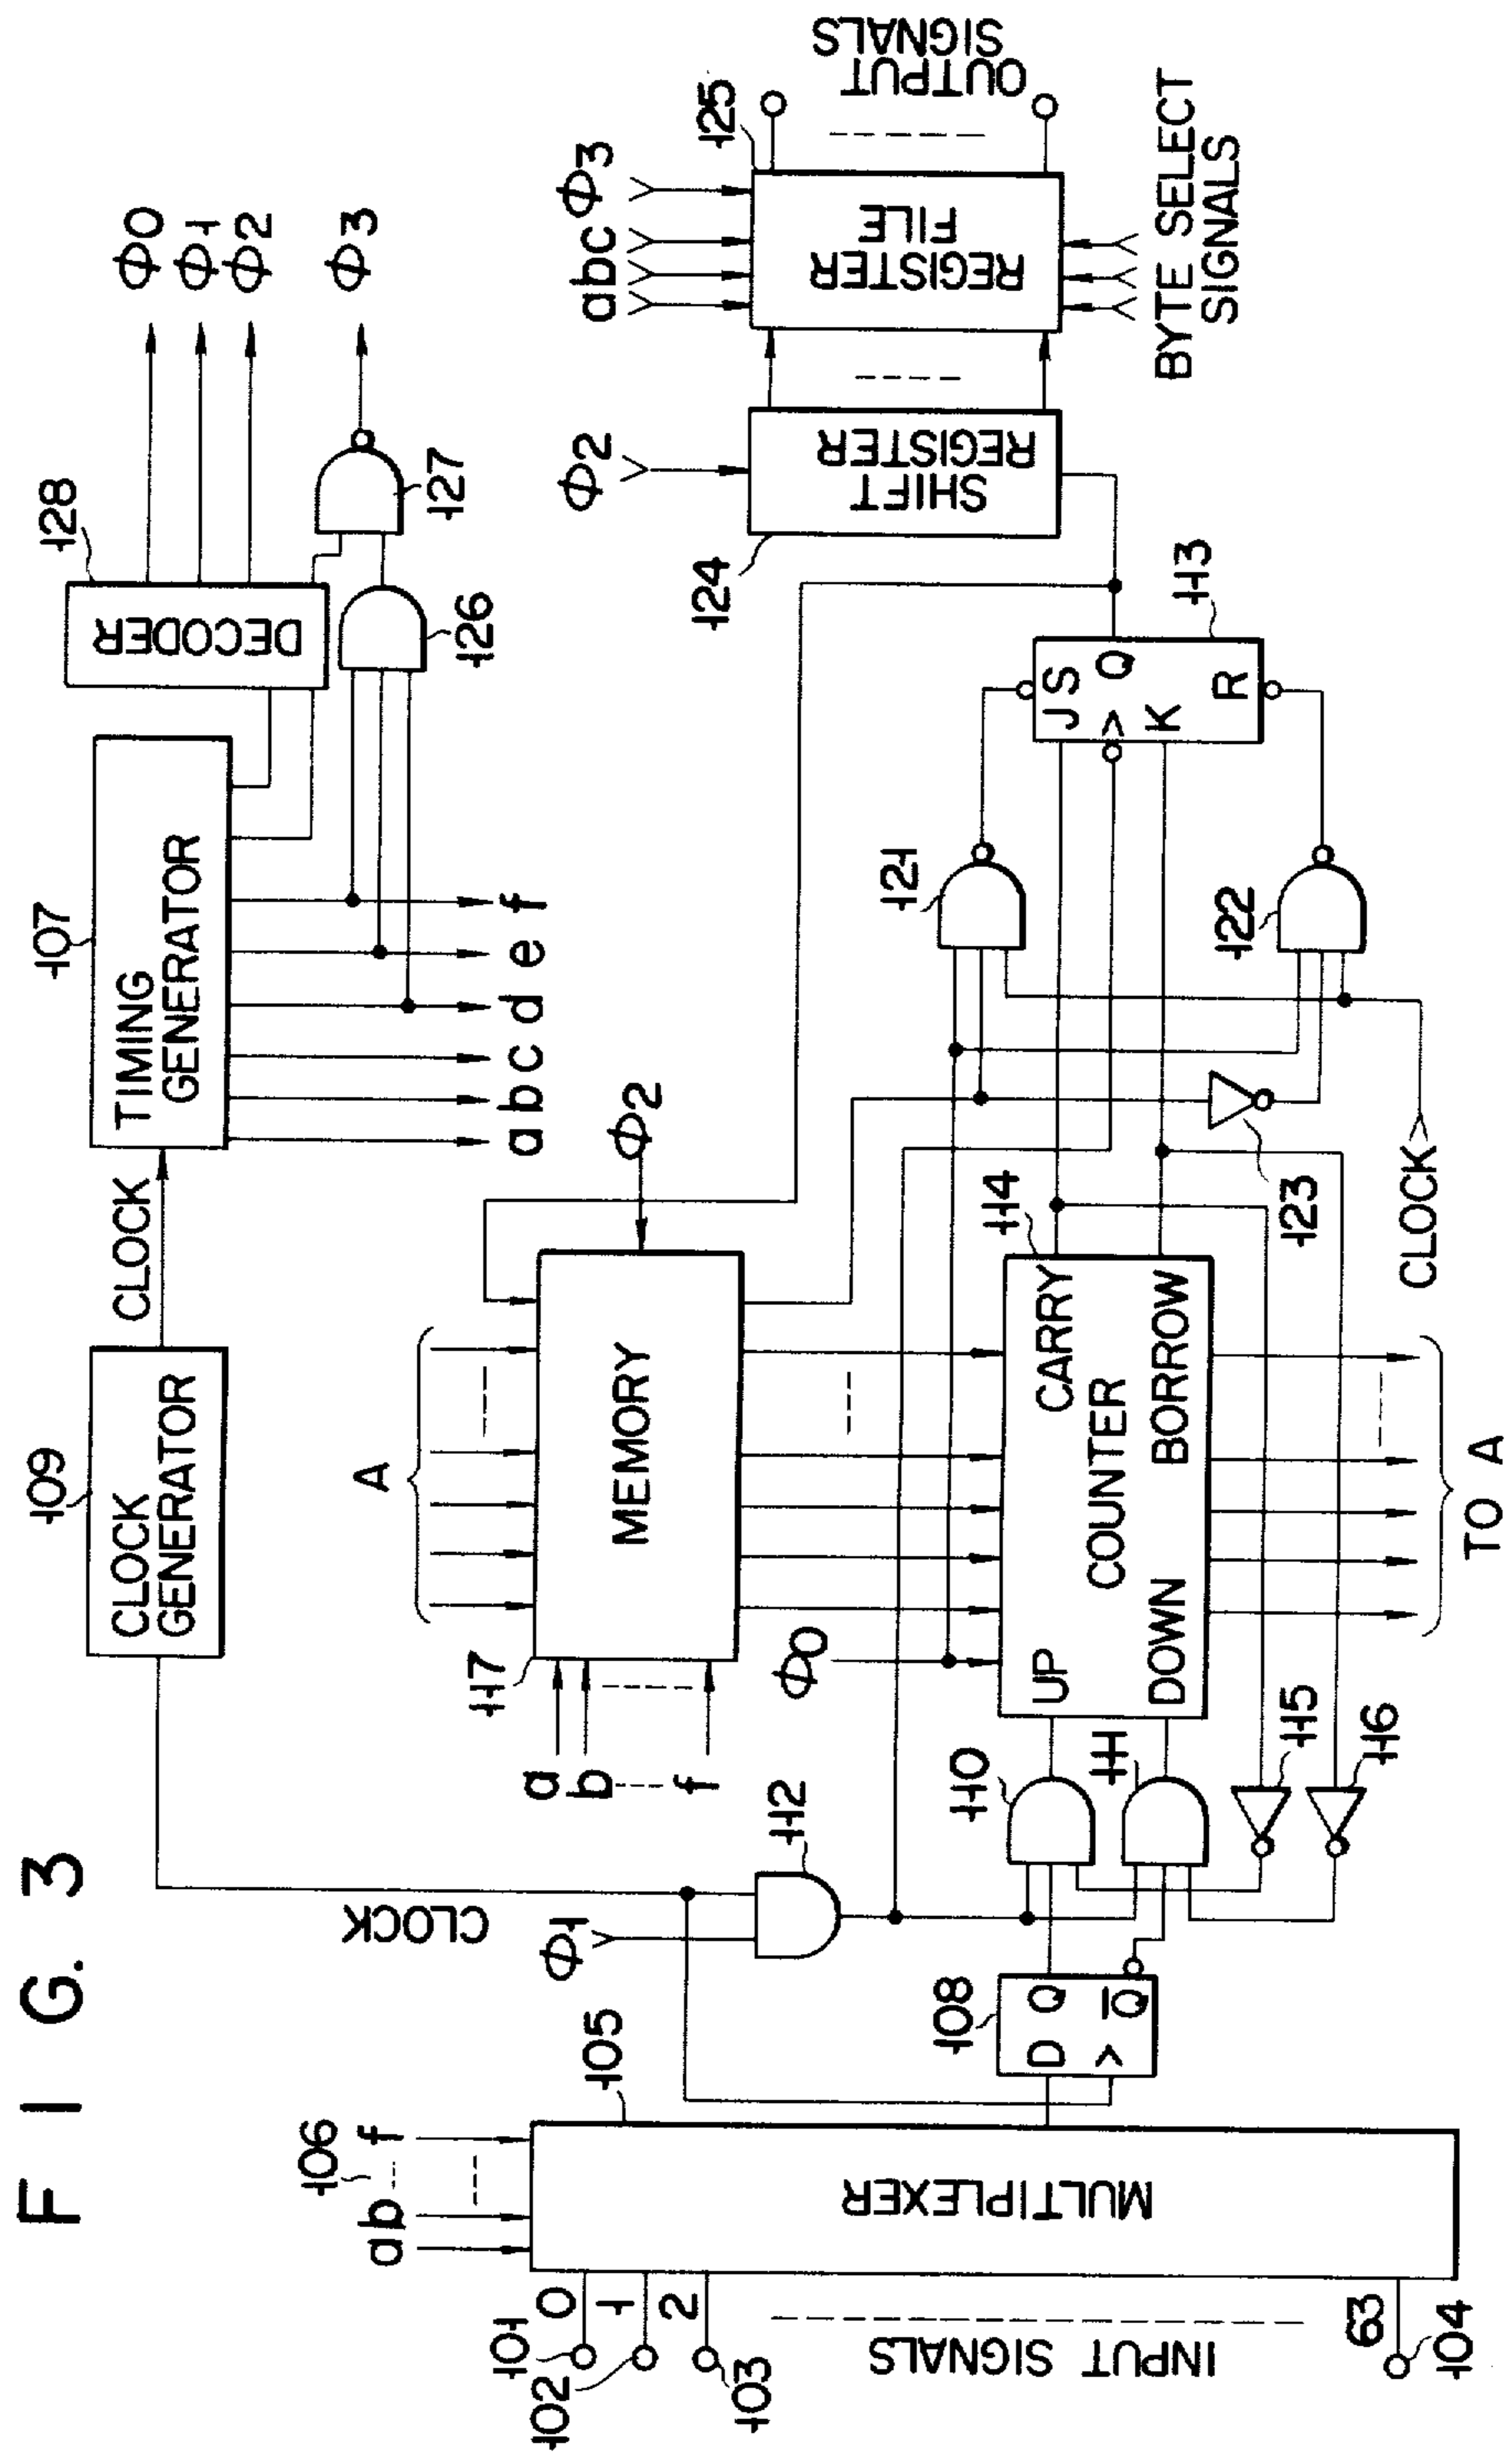 FIG. 3
109
CLOCK
GENERATOR
CLOCK
107
TIMING
GENERATOR
a b c d e f
128
DECODER
Φ0
Φ1
Φ2
Φ3
126
127
CLOCK
Φ1
112
A
117
MEMORY
a
b
f
Φ2
Φ0
106
a b f
105
MULTIPLEXER
101
102
103
104
0
1
2
63
INPUT SIGNALS
108
D Q
> Q̅
110
111
115
116
114
UP
DOWN
COUNTER
CARRY
BORROW
TO A
121
122
123
CLOCK
113
J S
> Q
K
R
124
SHIFT
REGISTER
Φ2
125
REGISTER
FILE
a b c Φ3
BYTE SELECT
SIGNALS
OUTPUT
SIGNALS